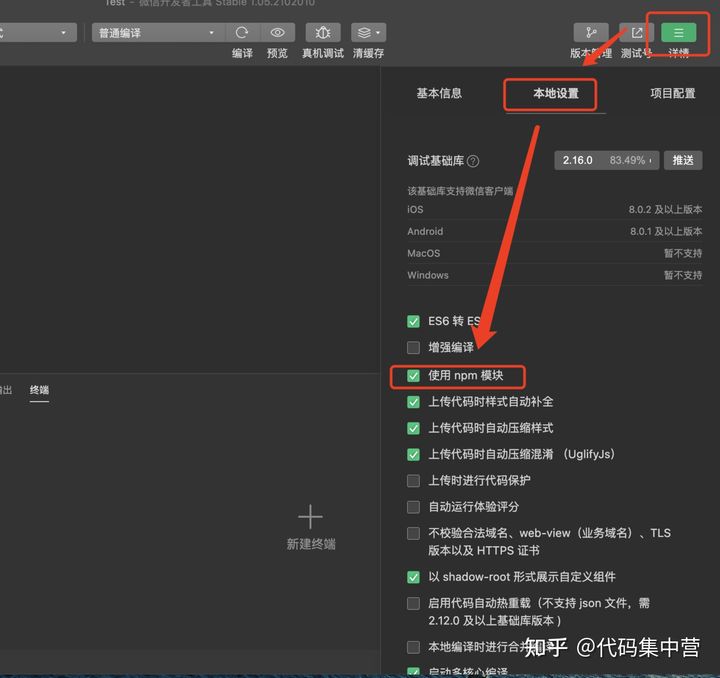 Test - 微信开发者工具 Stable 1.05.2102010
式
普通编译
编译
预览
真机调试
清缓存
版本管理
测试号
详情
基本信息
本地设置
项目配置
调试基础库 ?
2.16.0 83.49%
推送
该基础库支持微信客户端
iOS 8.0.2 及以上版本
Android 8.0.1 及以上版本
MacOS 暂不支持
Windows 暂不支持
ES6 转 ES
增强编译
使用 npm 模块
上传代码时样式自动补全
上传代码时自动压缩样式
上传代码时自动压缩混淆 (UglifyJs)
上传时进行代码保护
自动运行体验评分
不校验合法域名、web-view（业务域名）、TLS
版本以及 HTTPS 证书
以 shadow-root 形式展示自定义组件
启用代码自动热重载（不支持 json 文件，需
2.12.0 及以上基础库版本 )
本地编译时进行合并编译
启动多核心编译
出
终端
新建终端
知乎 @代码集中营